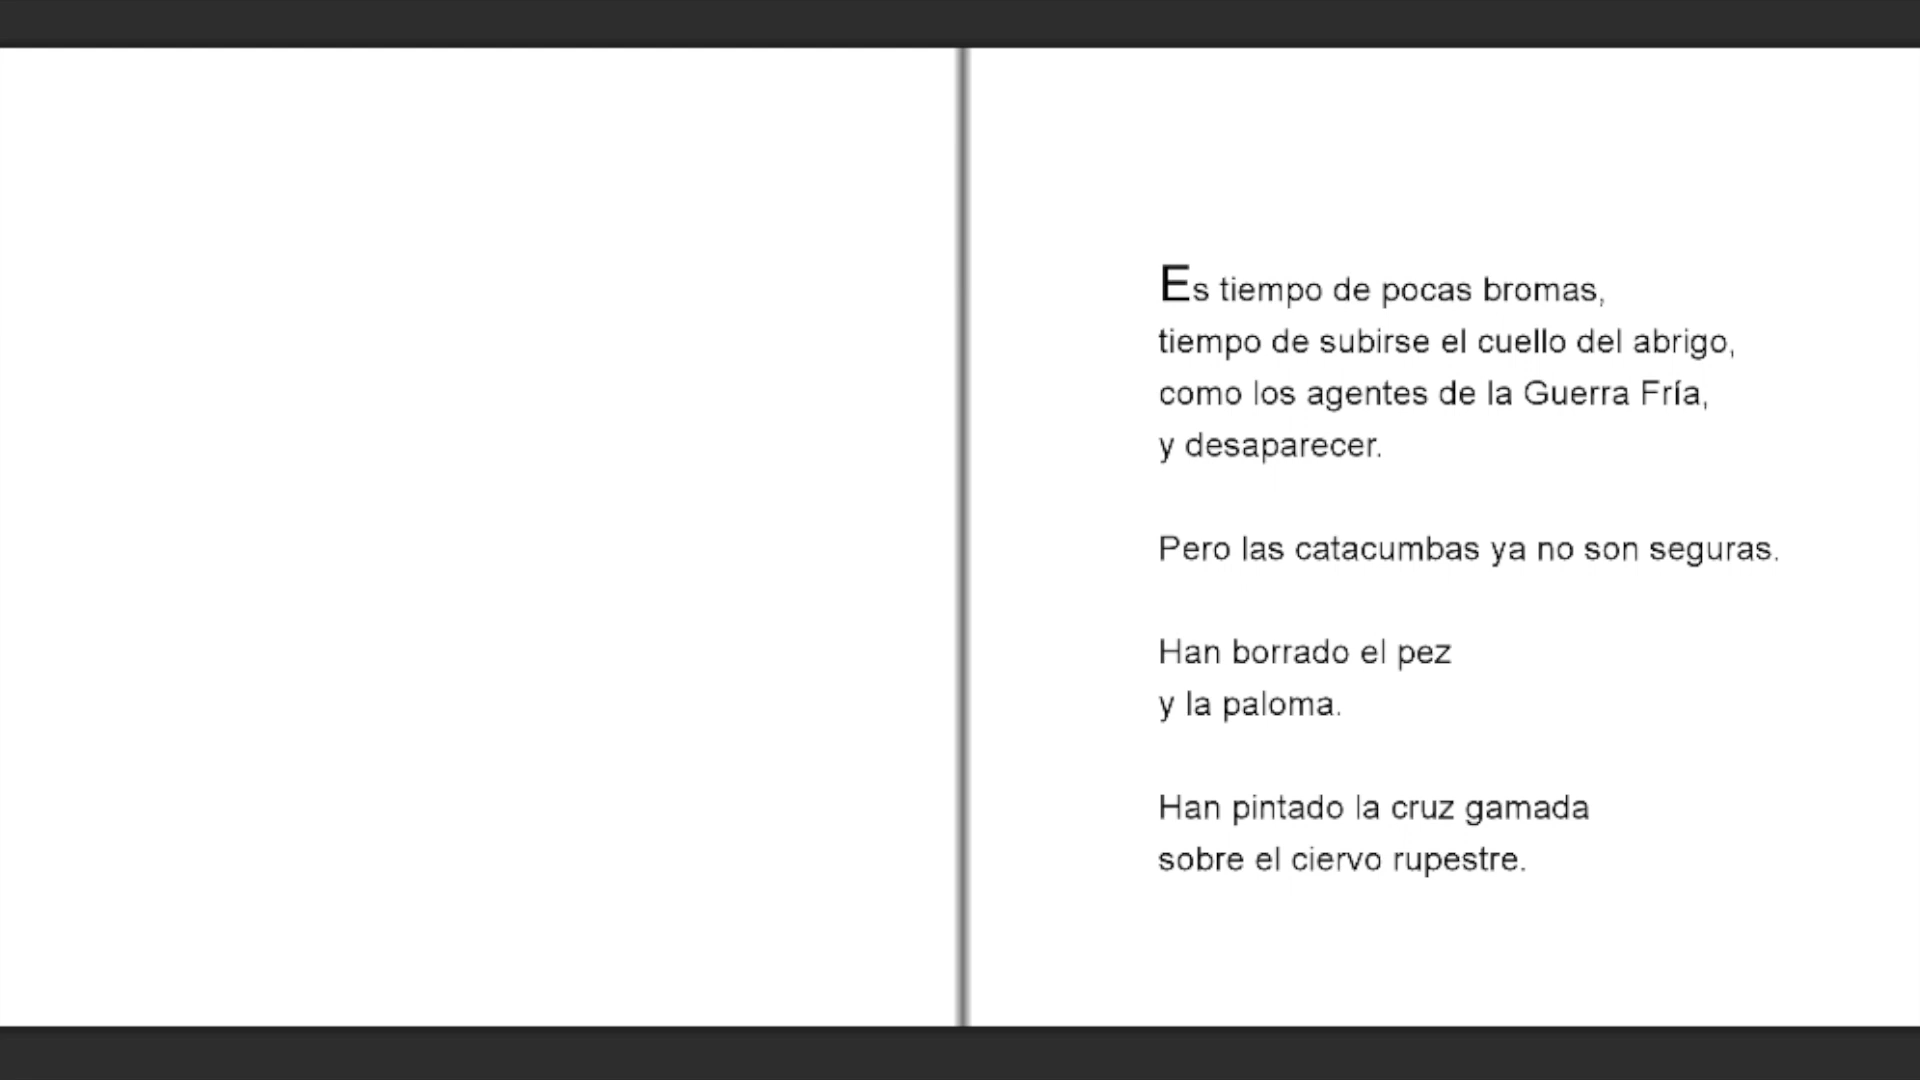 Es tiempo de pocas bromas,
tiempo de subirse el cuello del abrigo,
como los agentes de la Guerra Fría,
y desaparecer.
Pero las catacumbas ya no son seguras.
Han borrado el pez
y la paloma.
Han pintado la cruz gamada
sobre el ciervo rupestre.